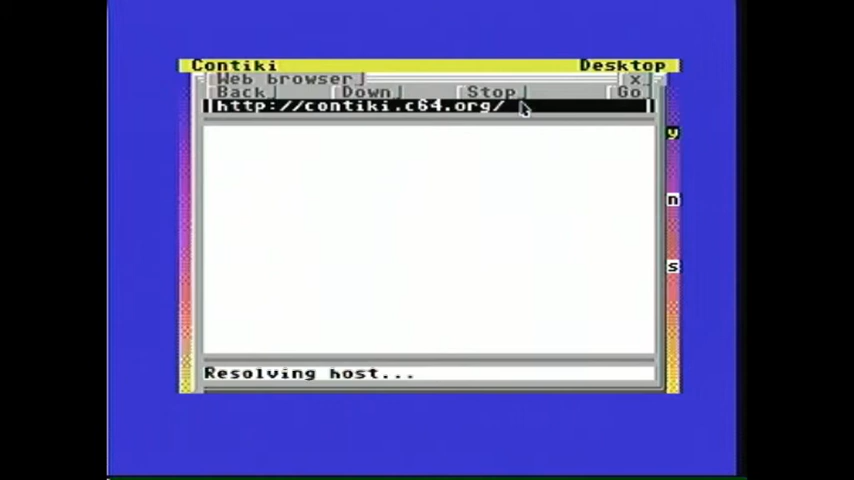 Contiki Desktop
Web browser x
Back Down Stop Go
http://contiki.c64.org/
y
n
s
Resolving host...